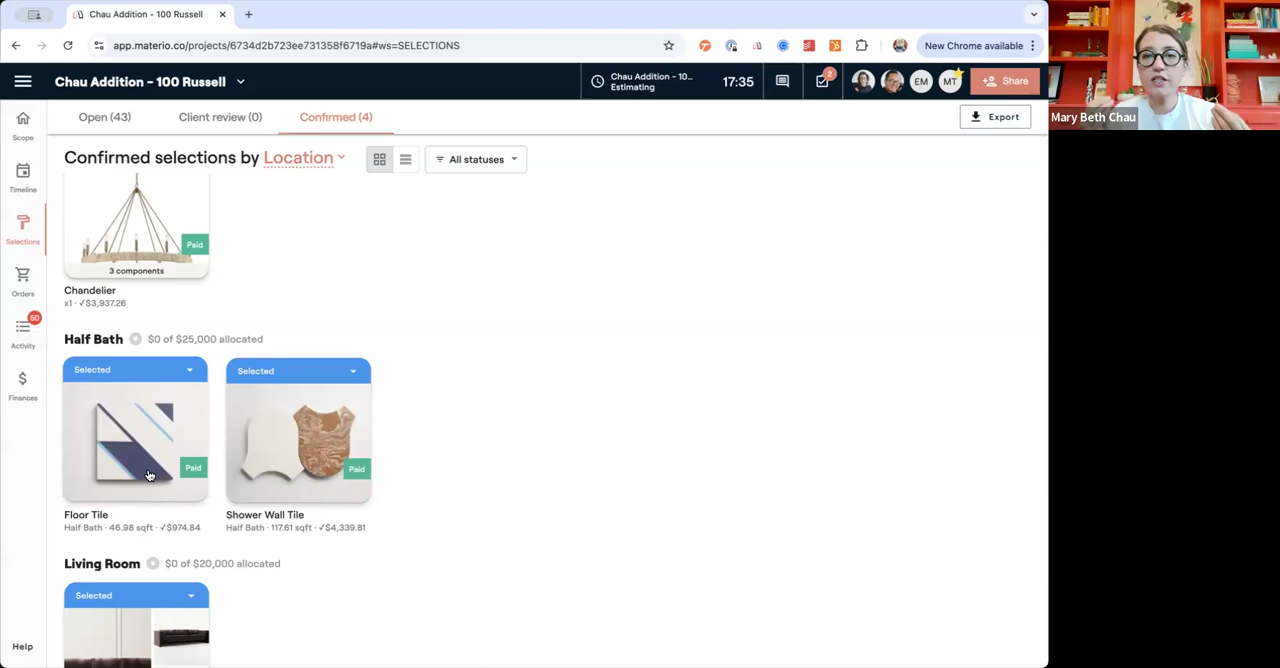 Chau Addition - 100 Russell
app.materio.co/projects/6734d2b723ee731358f6719a#ws=SELECTIONS
New Chrome available
Chau Addition - 100 Russell
Chau Addition - 10...
Estimating
17:35
2
EM
MT
Share
Mary Beth Chau
Scope
Timeline
Selections
Orders
50
Activity
Finances
Help
Open (43)
Client review (0)
Confirmed (4)
Export
Confirmed selections by Location
All statuses
Paid
3 components
Chandelier
x1 · ✓$3,937.26
Half Bath
$0 of $25,000 allocated
Selected
Selected
Paid
Paid
Floor Tile
Half Bath · 46.98 sqft · ✓$974.84
Shower Wall Tile
Half Bath · 117.61 sqft · ✓$4,339.81
Living Room
$0 of $20,000 allocated
Selected